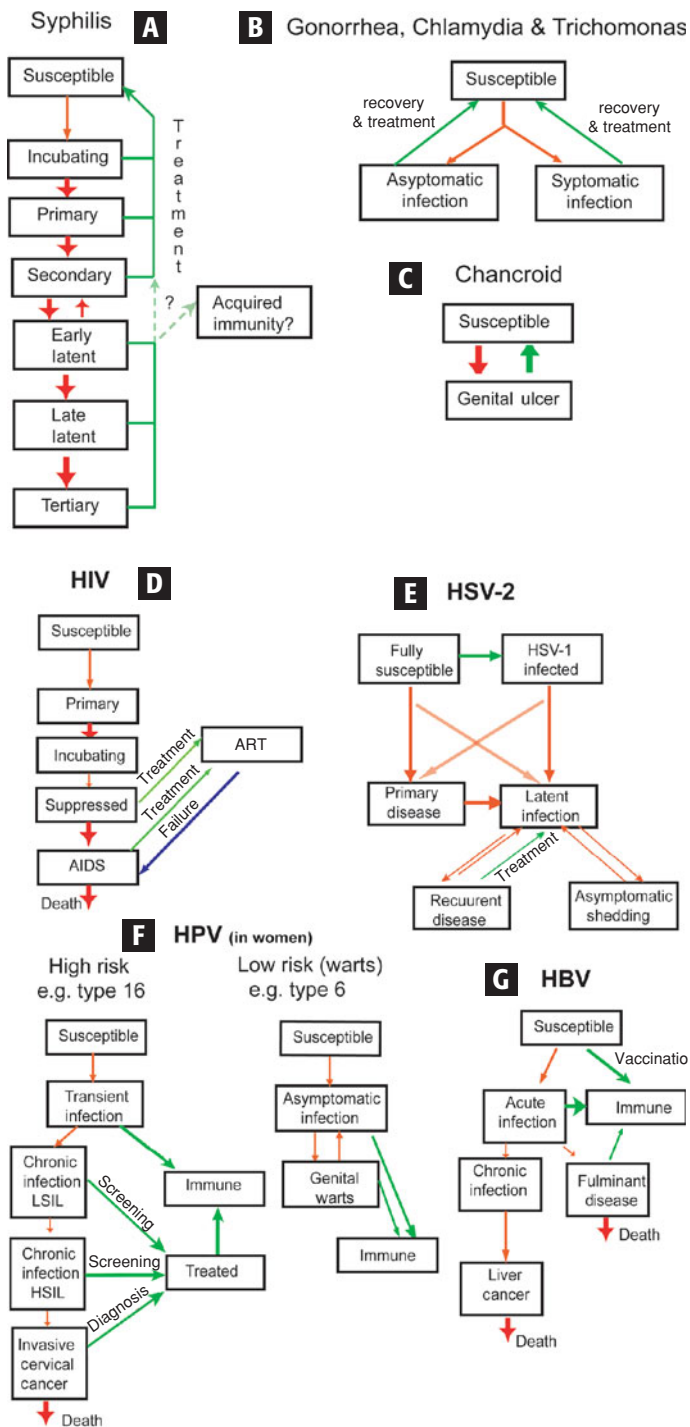 Syphilis
A
Susceptible
Incubating
Primary
Secondary
Early
latent
Late
latent
Tertiary
Treatment
?
Acquired
immunity?
B
Gonorrhea, Chlamydia & Trichomonas
Susceptible
recovery
& treatment
recovery
& treatment
Asyptomatic
infection
Syptomatic
infection
C
Chancroid
Susceptible
Genital ulcer
HIV
D
Susceptible
Primary
Incubating
Suppressed
AIDS
Death
ART
Treatment
Treatment
Failure
E
HSV-2
Fully
susceptible
HSV-1
infected
Primary
disease
Latent
infection
Treatment
Recuurent
disease
Asymptomatic
shedding
F
HPV (in women)
High risk
e.g. type 16
Susceptible
Transient
infection
Chronic
infection
LSIL
Chronic
infection
HSIL
Invasive
cervical
cancer
Death
Screening
Screening
Diagnosis
Immune
Treated
Low risk (warts)
e.g. type 6
Susceptible
Asymptomatic
infection
Genital
warts
Immune
G
HBV
Susceptible
Vaccinatio
Acute
infection
Immune
Chronic
infection
Fulminant
disease
Death
Liver
cancer
Death